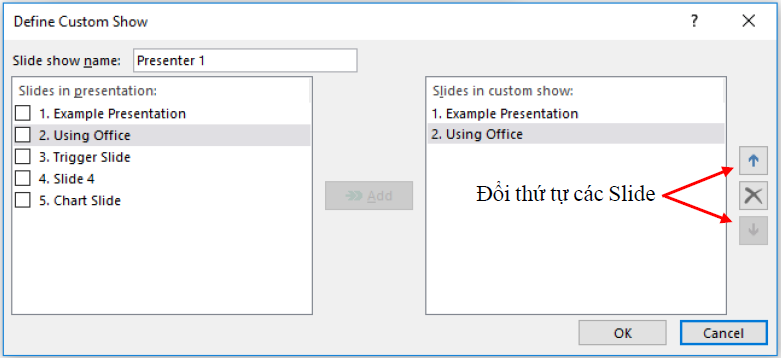 Define Custom Show
?
Slide show name: Presenter 1
Slides in presentation:
1. Example Presentation
2. Using Office
3. Trigger Slide
4. Slide 4
5. Chart Slide
Add
Slides in custom show:
1. Example Presentation
2. Using Office
Đổi thứ tự các Slide
OK
Cancel